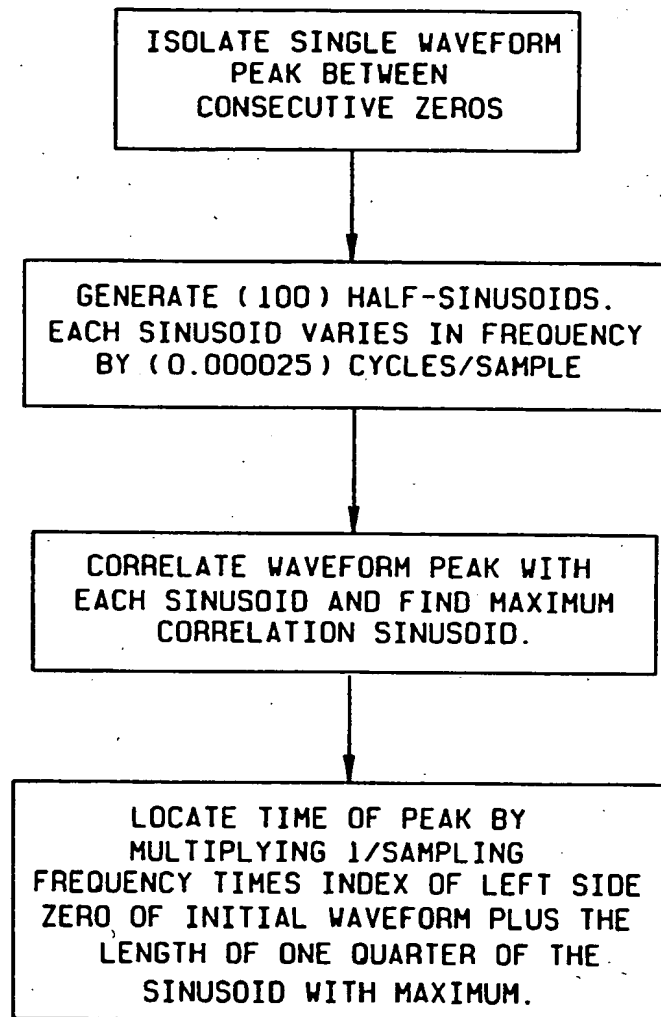 ISOLATE SINGLE WAVEFORM
PEAK BETWEEN
CONSECUTIVE ZEROS
GENERATE (100) HALF-SINUSOIDS.
EACH SINUSOID VARIES IN FREQUENCY
BY (0.000025) CYCLES/SAMPLE
CORRELATE WAVEFORM PEAK WITH
EACH SINUSOID AND FIND MAXIMUM
CORRELATION SINUSOID.
LOCATE TIME OF PEAK BY
MULTIPLYING 1/SAMPLING
FREQUENCY TIMES INDEX OF LEFT SIDE
ZERO OF INITIAL WAVEFORM PLUS THE
LENGTH OF ONE QUARTER OF THE
SINUSOID WITH MAXIMUM.